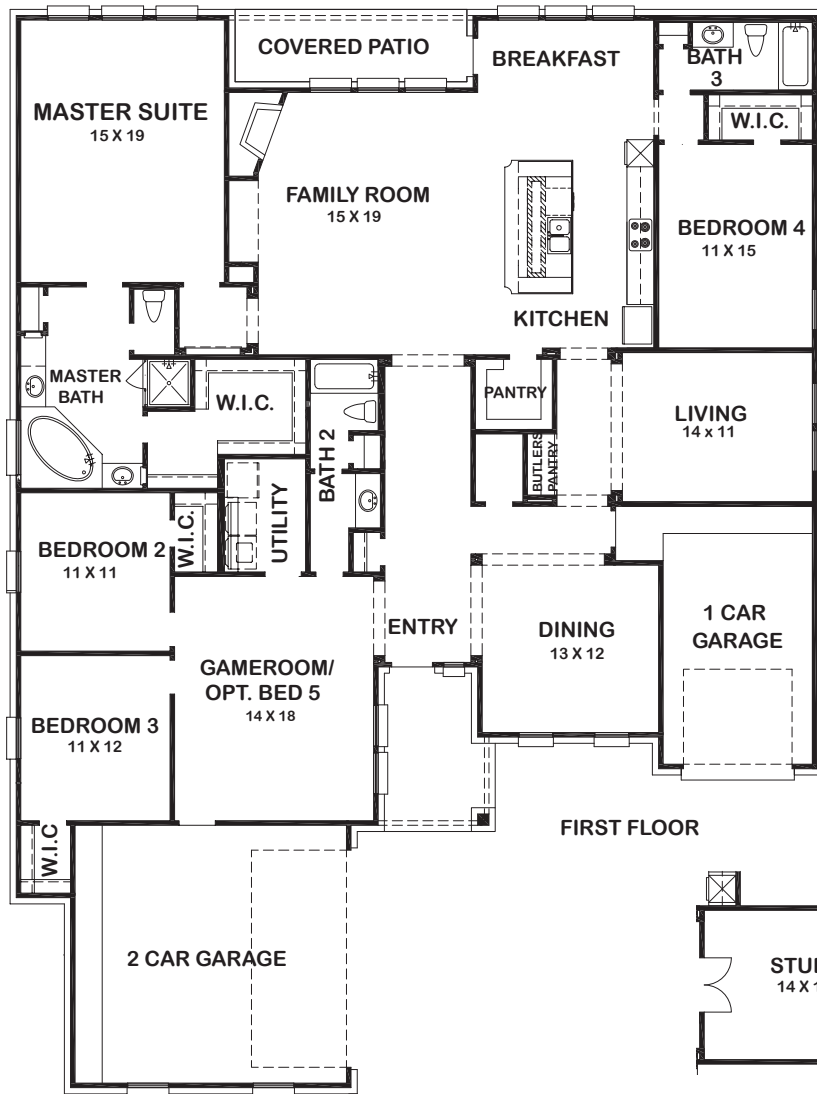 COVERED PATIO
BREAKFAST
BATH
3
MASTER SUITE
15 X 19
W.I.C.
FAMILY ROOM
15 X 19
BEDROOM 4
11 X 15
KITCHEN
MASTER
BATH
W.I.C.
PANTRY
LIVING
14 x 11
BATH 2
BUTLERS
PANTRY
UTILITY
W.I.C.
BEDROOM 2
11 X 11
ENTRY
DINING
13 X 12
1 CAR
GARAGE
GAMEROOM/
OPT. BED 5
14 X 18
BEDROOM 3
11 X 12
W.I.C
FIRST FLOOR
2 CAR GARAGE
14 X